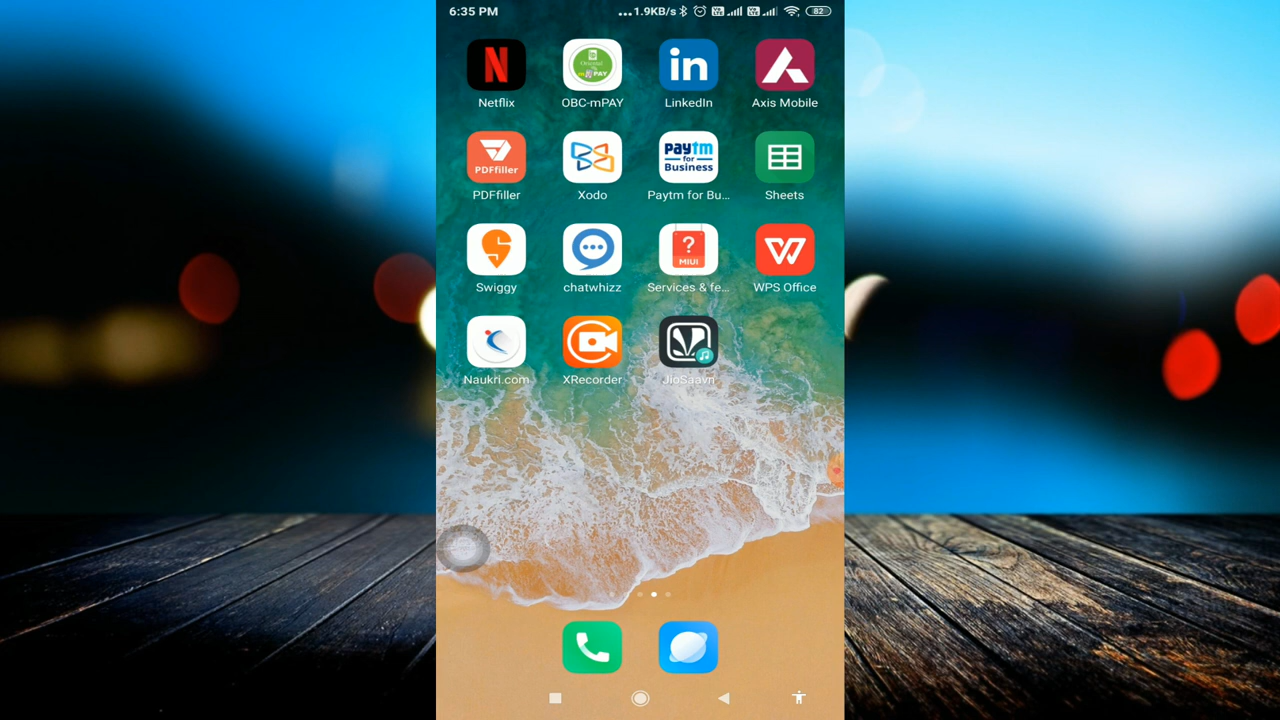 6:35 PM ...1.9KB/s 82
Netflix OBC-mPAY LinkedIn Axis Mobile
PDFfiller
paytm
for
Business
PDFfiller Xodo Paytm for Bu... Sheets
?
MIUI
Swiggy chatwhizz Services & fe... WPS Office
Naukri.com XRecorder JioSaavn